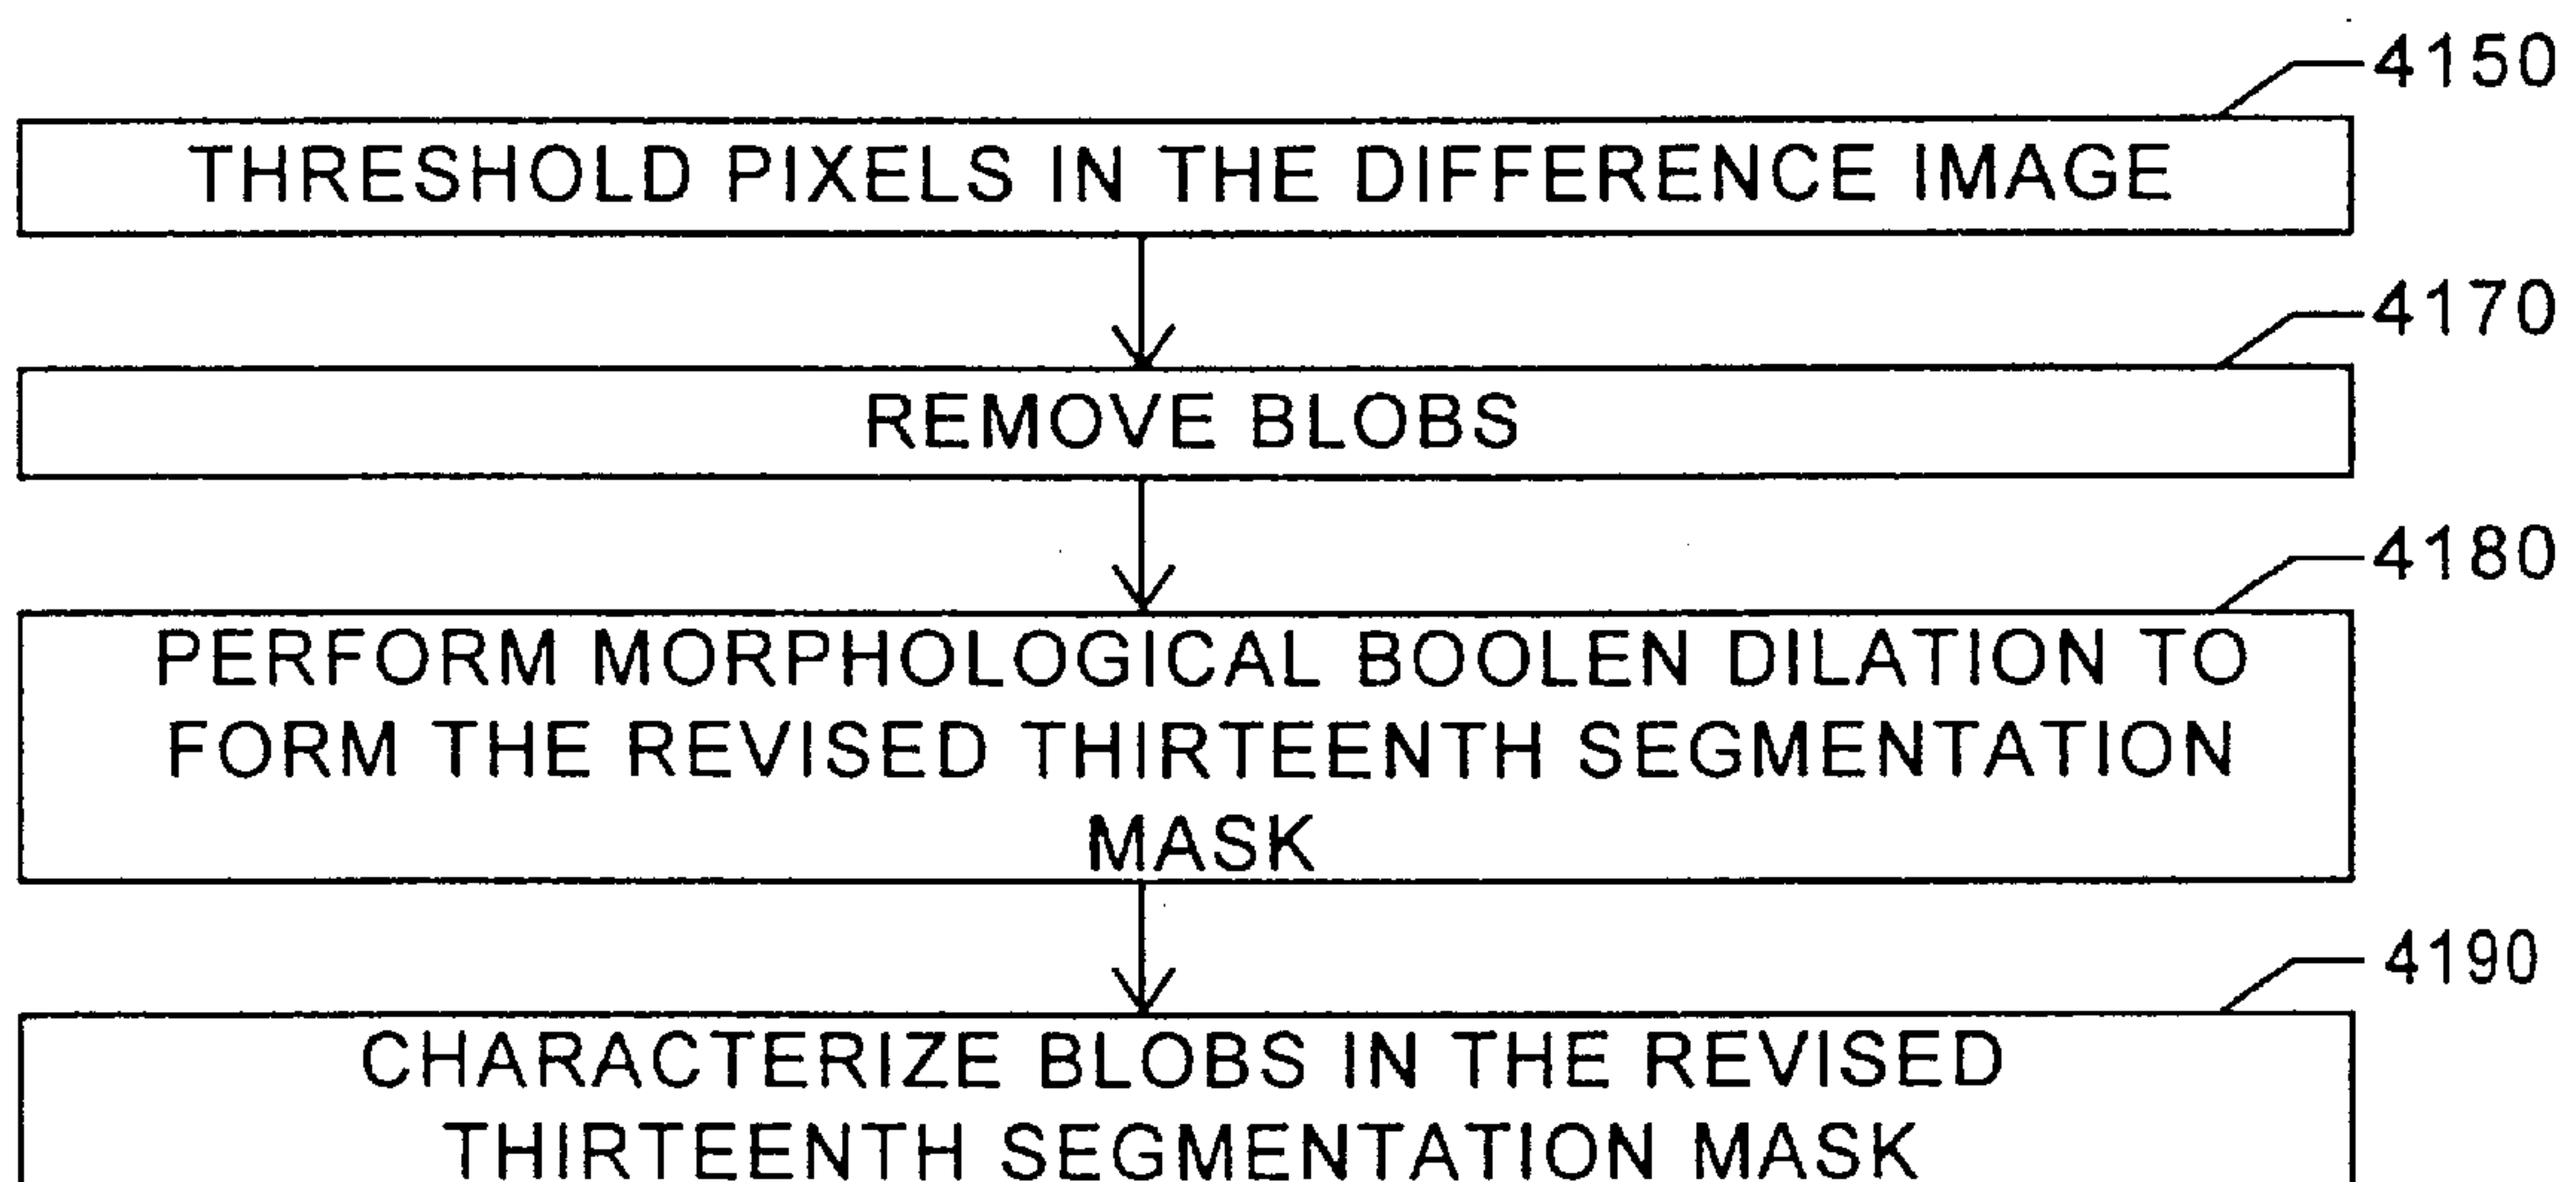 4150
THRESHOLD PIXELS IN THE DIFFERENCE IMAGE
4170
REMOVE BLOBS
4180
PERFORM MORPHOLOGICAL BOOLEN DILATION TO
FORM THE REVISED THIRTEENTH SEGMENTATION
MASK
4190
CHARACTERIZE BLOBS IN THE REVISED
THIRTEENTH SEGMENTATION MASK